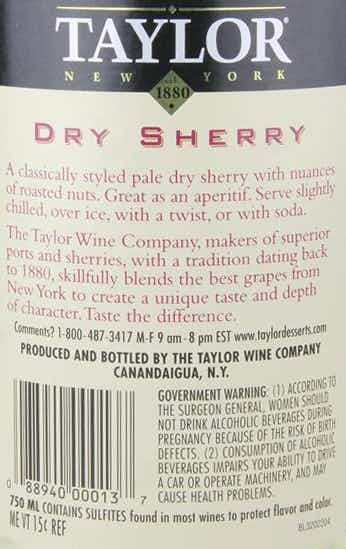 TAYLOR
NEW YORK
est.
1880
DRY SHERRY
A classically styled pale dry sherry with nuances
of roasted nuts. Great as an aperitif. Serve slightly
chilled, over ice, with a twist, or with soda.
The Taylor Wine Company, makers of superior
ports and sherries, with a tradition dating back
to 1880, skillfully blends the best grapes from
New York to create a unique taste and depth
of character. Taste the difference.
Comments? 1-800-487-3417 M-F 9 am - 8 pm EST www.taylordesserts.com
PRODUCED AND BOTTLED BY THE TAYLOR WINE COMPANY
CANANDAIGUA, N.Y.
GOVERNMENT WARNING: (1) ACCORDING TO
THE SURGEON GENERAL, WOMEN SHOULD
NOT DRINK ALCOHOLIC BEVERAGES DURING
PREGNANCY BECAUSE OF THE RISK OF BIRTH
DEFECTS. (2) CONSUMPTION OF ALCOHOLIC
BEVERAGES IMPAIRS YOUR ABILITY TO DRIVE
A CAR OR OPERATE MACHINERY, AND MAY
CAUSE HEALTH PROBLEMS.
0 88940 00013 7
750 ML CONTAINS SULFITES found in most wines to protect flavor and color.
ME VT 15¢ REF
BL3200304